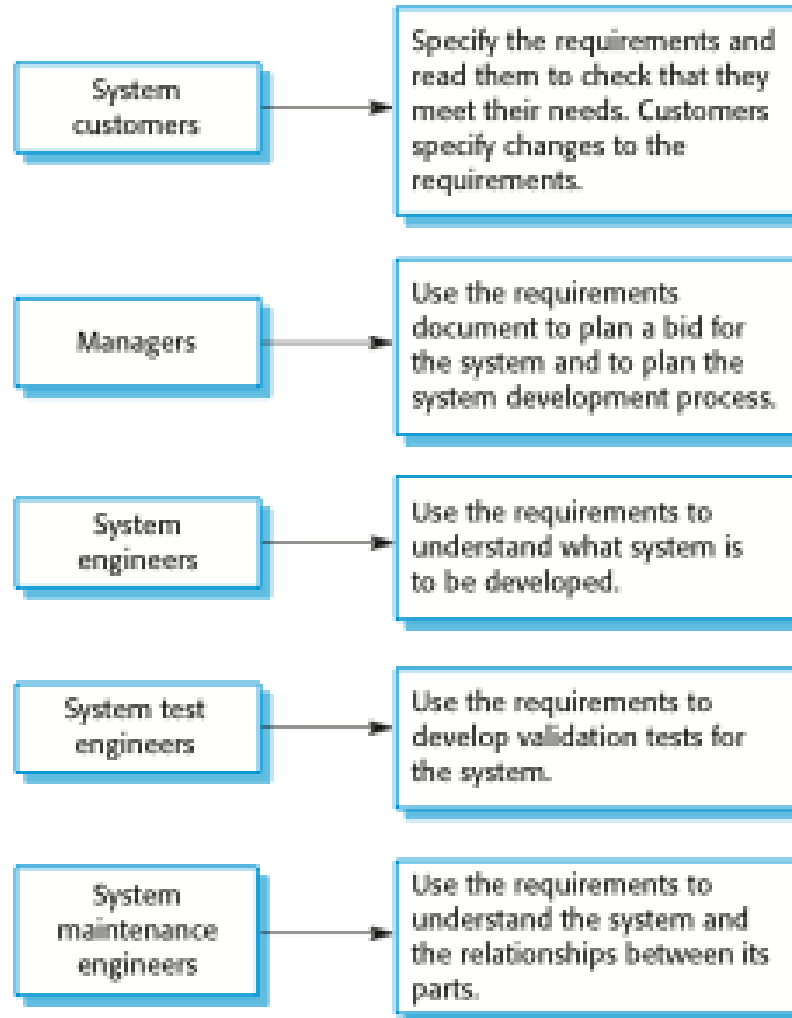 System
customers
Specify the requirements and
read them to check that they
meet their needs. Customers
specify changes to the
requirements.
Managers
Use the requirements
document to plan a bid for
the system and to plan the
system development process.
System
engineers
Use the requirements to
understand what system is
to be developed.
System test
engineers
Use the requirements to
develop validation tests for
the system.
System
maintenance
engineers
Use the requirements to
understand the system and
the relationships between its
parts.